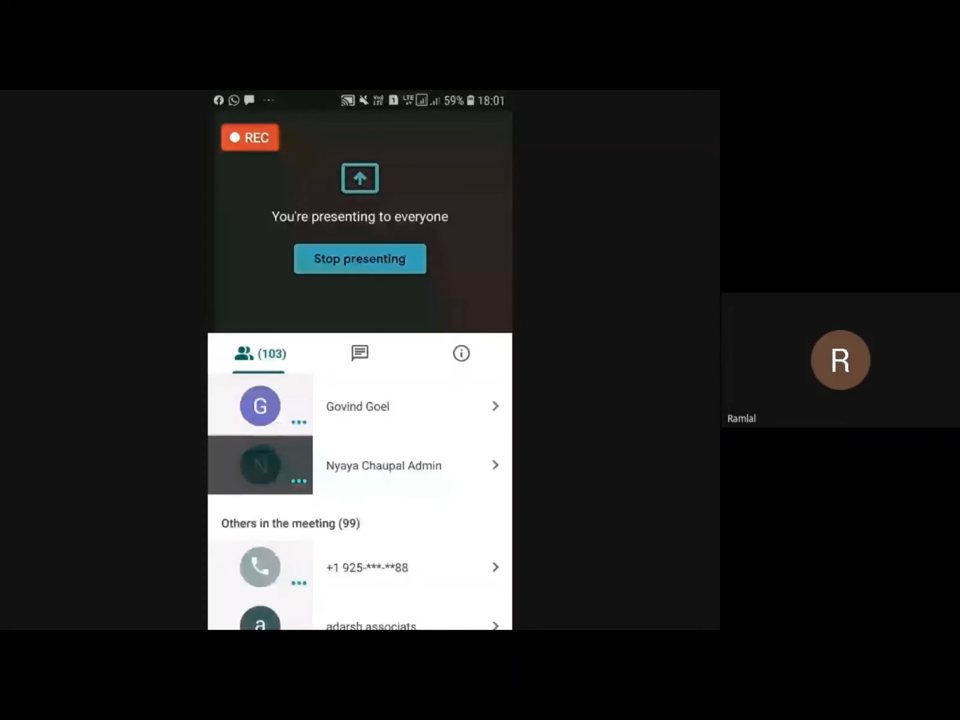 59% 18:01
REC
You're presenting to everyone
Stop presenting
(103)
G
Govind Goel
N
Nyaya Chaupal Admin
Others in the meeting (99)
+1 925-***-**88
a
adarsh associats
R
Ramlal